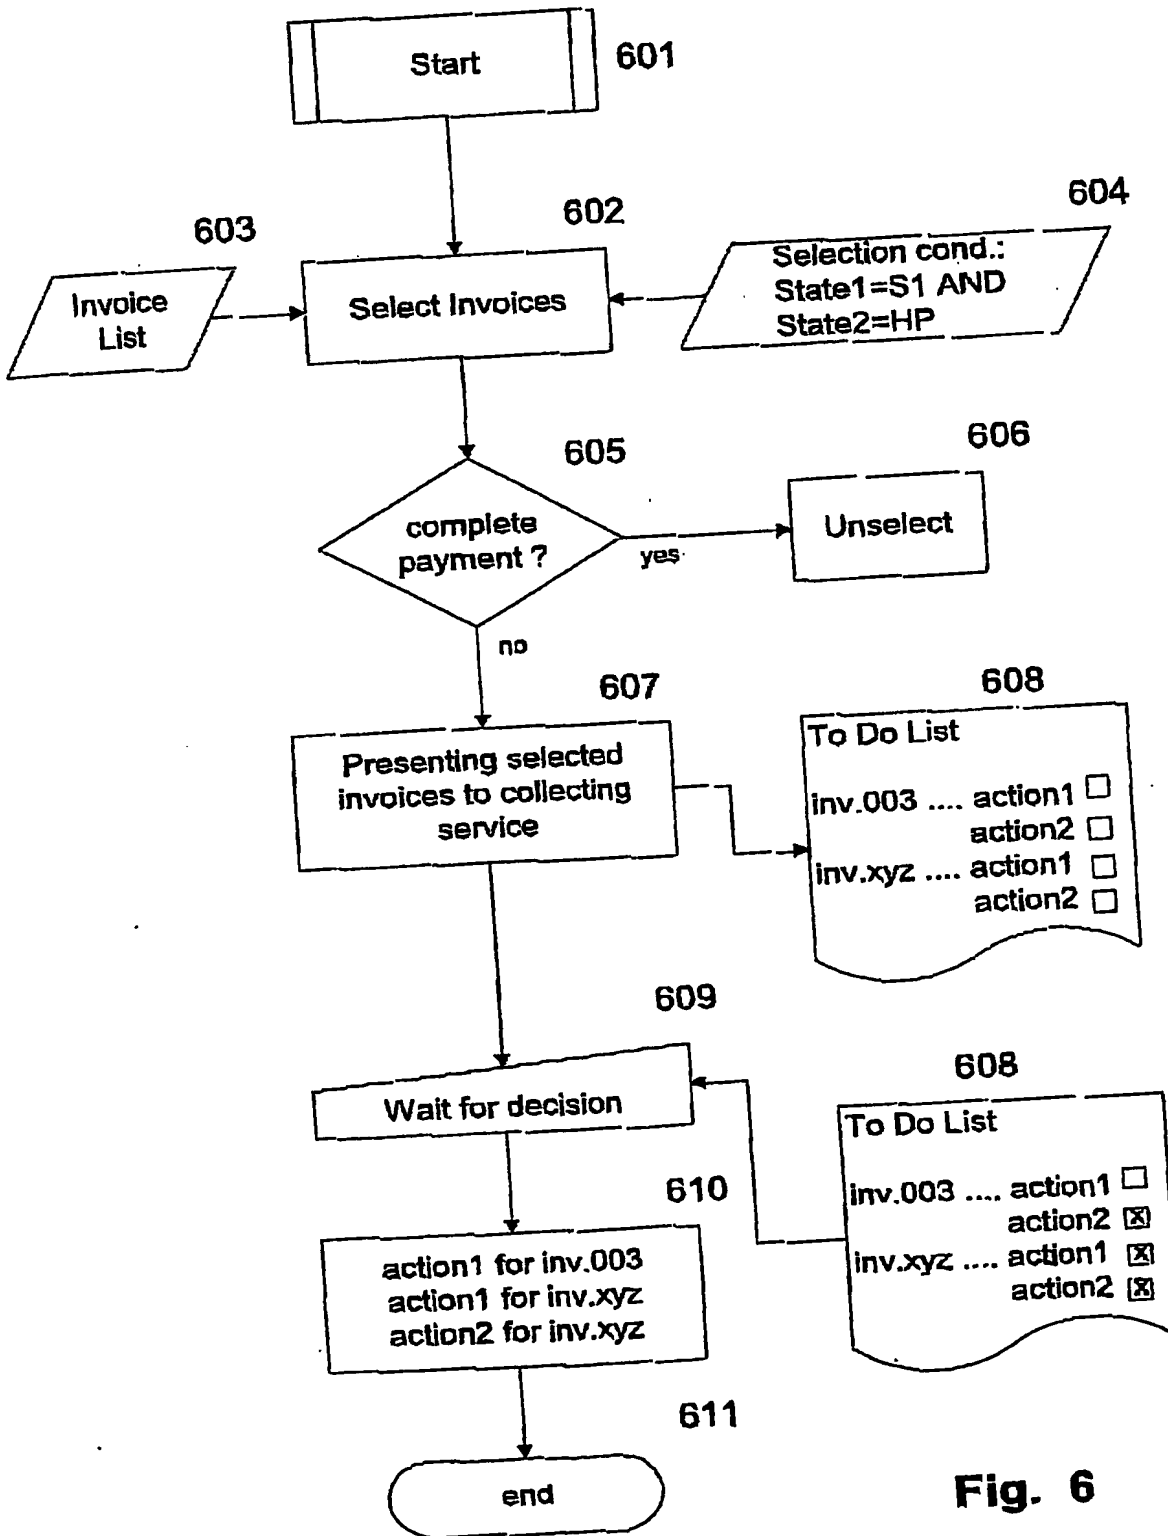 Start
601
604
603
602
Invoice
List
Select Invoices
Selection cond.:
State1=S1 AND
State2=HP
605
606
complete
payment ?
yes
Unselect
no
607
608
Presenting selected
invoices to collecting
service
To Do List
inv.003 .... action1
action2
inv.xyz .... action1
action2
609
Wait for decision
608
To Do List
inv.003 .... action1
action2 x
inv.xyz .... action1 x
action2 x
610
action1 for inv.003
action1 for inv.xyz
action2 for inv.xyz
611
end
Fig. 6